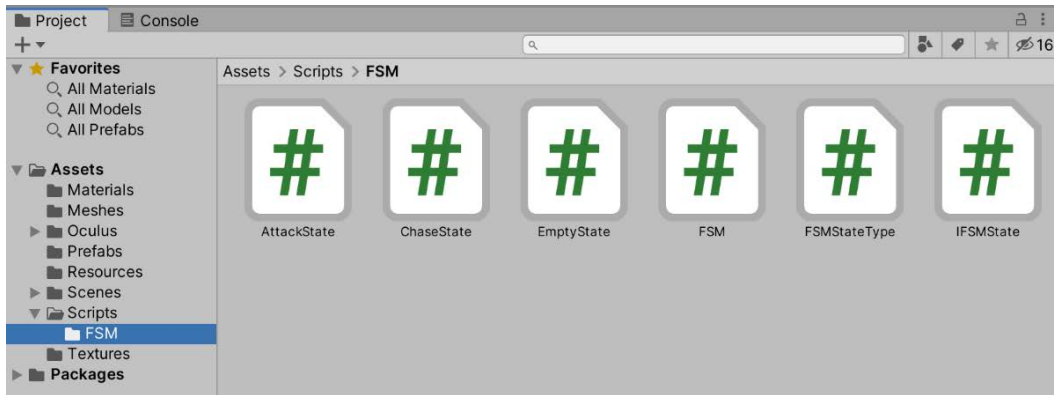 Project Console
16
Favorites
All Materials
All Models
All Prefabs
Assets
Materials
Meshes
Oculus
Prefabs
Resources
Scenes
Scripts
FSM
Textures
Packages
Assets > Scripts > FSM
AttackState ChaseState EmptyState FSM FSMStateType IFSMState